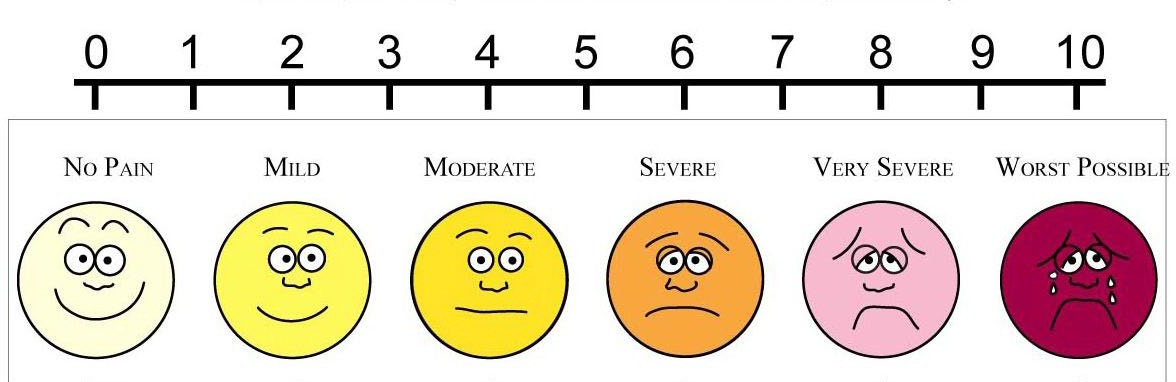 0 1 2 3 4 5 6 7 8 9 10
No Pain Mild Moderate Severe Very Severe Worst Possible